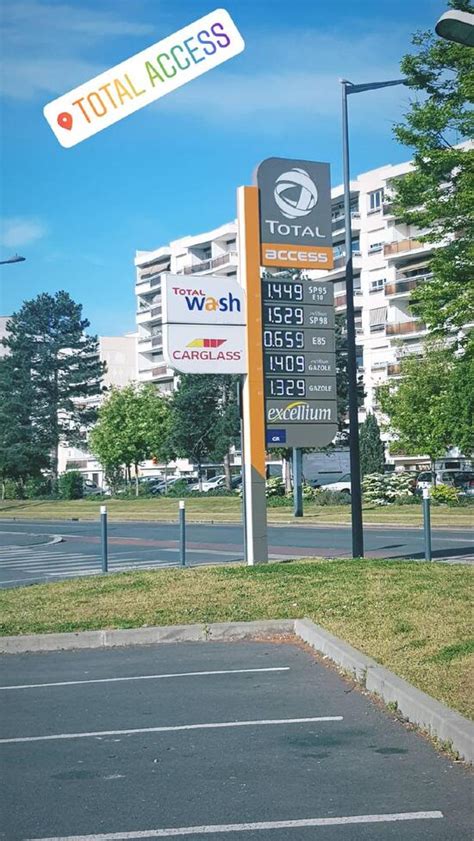 TOTAL ACCESS
TOTAL
access
TOTAL
wash
CARGLASS
1.449 SP95 E10
1.529 SP98
0.659 E85
1.409 excellium GAZOLE
1.329 GAZOLE
excellium